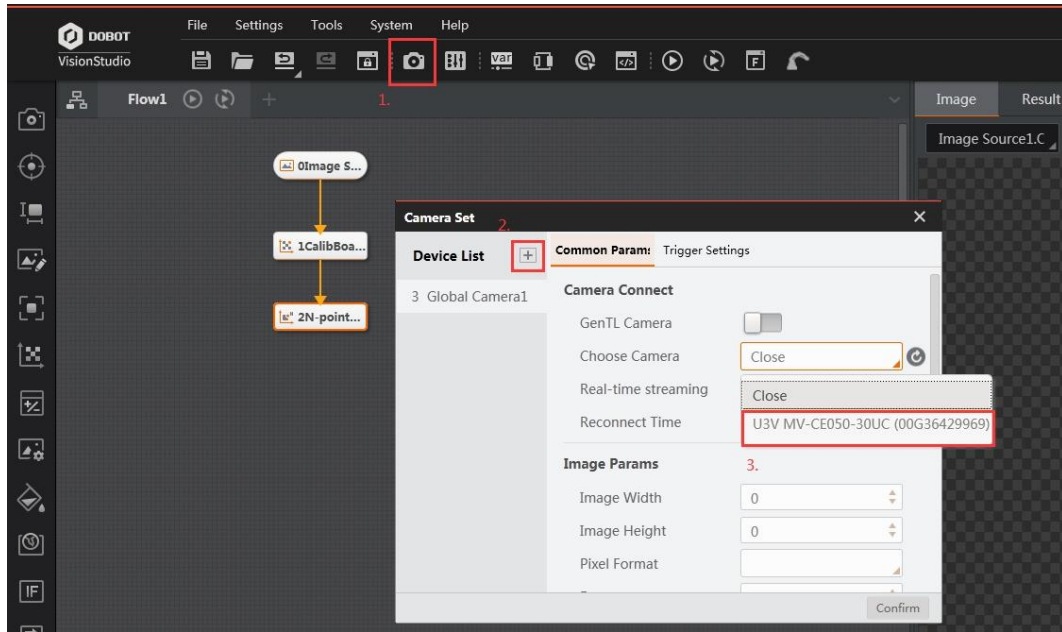 File Settings Tools System Help
DOBOT
VisionStudio
var
F
1.
Flow1
Image Result
Image Source1.C
0Image S...
1CalibBoa...
2N-point...
Camera Set
2.
Device List
Common Params Trigger Settings
3 Global Camera1
Camera Connect
GenTL Camera
Choose Camera Close
Real-time streaming
Close
Reconnect Time
U3V MV-CE050-30UC (00G36429969)
Image Params
3.
Image Width 0
Image Height 0
Pixel Format
Confirm
IF